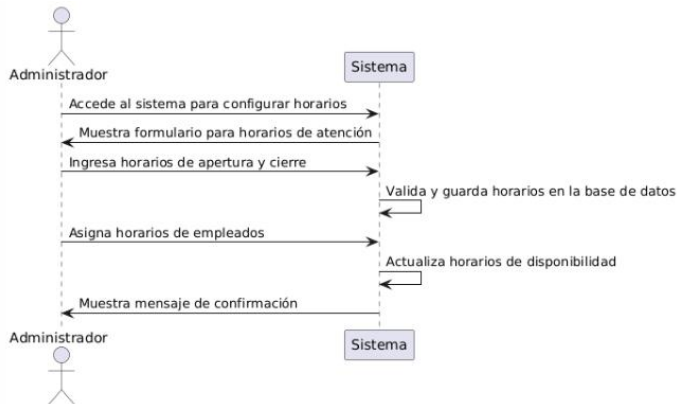 Administrador
Sistema
Accede al sistema para configurar horarios
Muestra formulario para horarios de atención
Ingresa horarios de apertura y cierre
Valida y guarda horarios en la base de datos
Asigna horarios de empleados
Actualiza horarios de disponibilidad
Muestra mensaje de confirmación
Administrador
Sistema